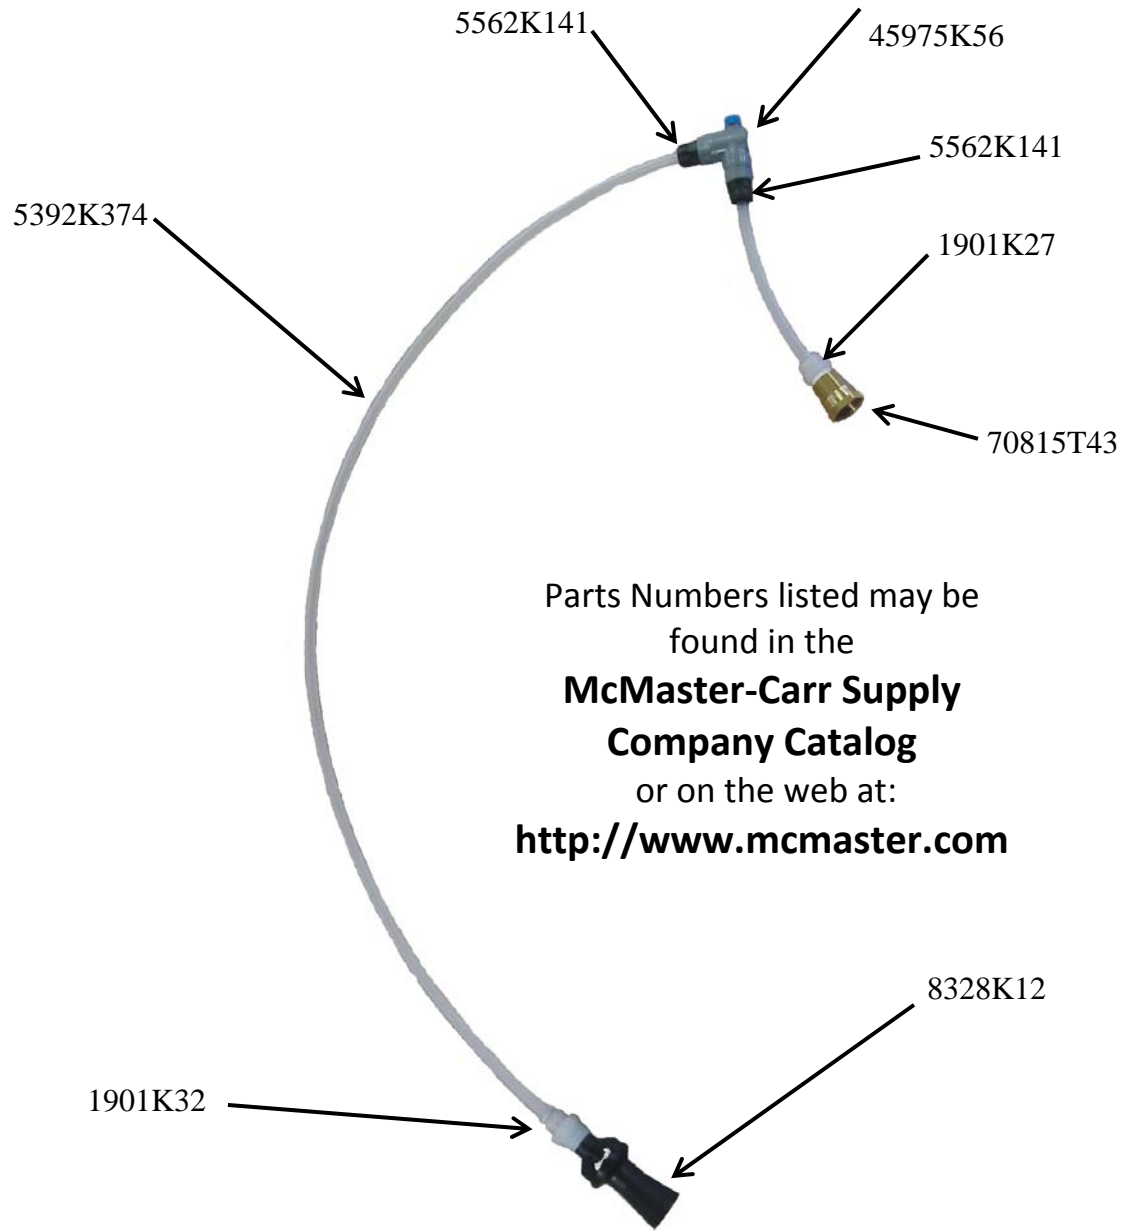 5562K141
45975K56
5562K141
5392K374
1901K27
70815T43
Parts Numbers listed may be
found in the
McMaster-Carr Supply
Company Catalog
or on the web at:
http://www.mcmaster.com
8328K12
1901K32